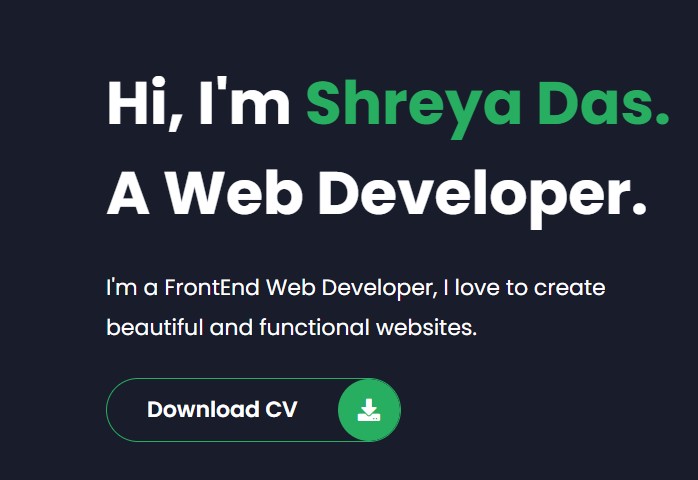 Hi, I'm Shreya Das.
A Web Developer.
I'm a FrontEnd Web Developer, I love to create
beautiful and functional websites.
Download CV